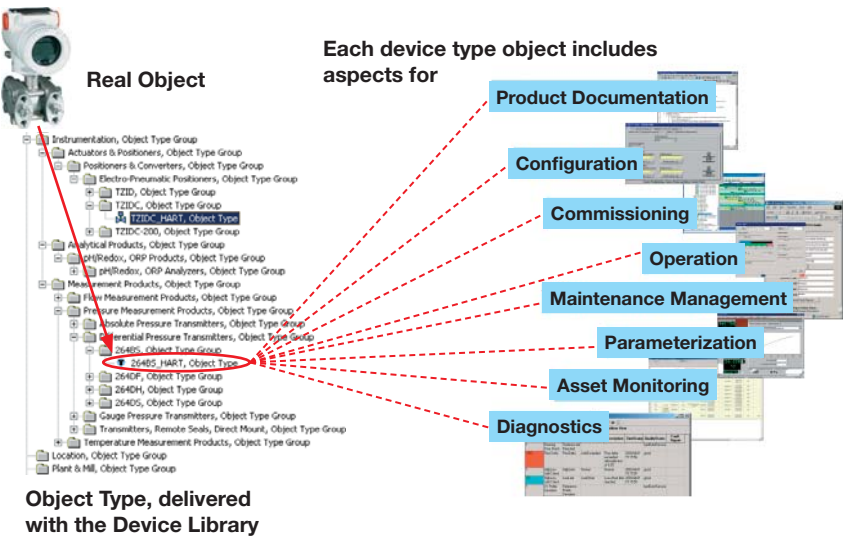 Each device type object includes
aspects for
Real Object
Product Documentation
Configuration
Commissioning
Operation
Maintenance Management
Parameterization
Asset Monitoring
Diagnostics
Instrumentation, Object Type Group
Actuators & Positioners, Object Type Group
Positioners & Converters, Object Type Group
Electro-Pneumatic Positioners, Object Type Group
TZID, Object Type Group
TZIDC, Object Type Group
TZIDC_HART, Object Type
TZIDC-200, Object Type Group
Analytical Products, Object Type Group
pH/Redox, ORP Products, Object Type Group
pH/Redox, ORP Analyzers, Object Type Group
Measurement Products, Object Type Group
Flow Measurement Products, Object Type Group
Pressure Measurement Products, Object Type Group
Absolute Pressure Transmitters, Object Type Group
Differential Pressure Transmitters, Object Type Group
264BS, Object Type Group
264BS_HART, Object Type
264DF, Object Type Group
264DH, Object Type Group
264DS, Object Type Group
Gauge Pressure Transmitters, Object Type Group
Transmitters, Remote Seals, Direct Mount, Object Type Group
Temperature Measurement Products, Object Type Group
Location, Object Type Group
Plant & Mill, Object Type Group
Object Type, delivered
with the Device Library